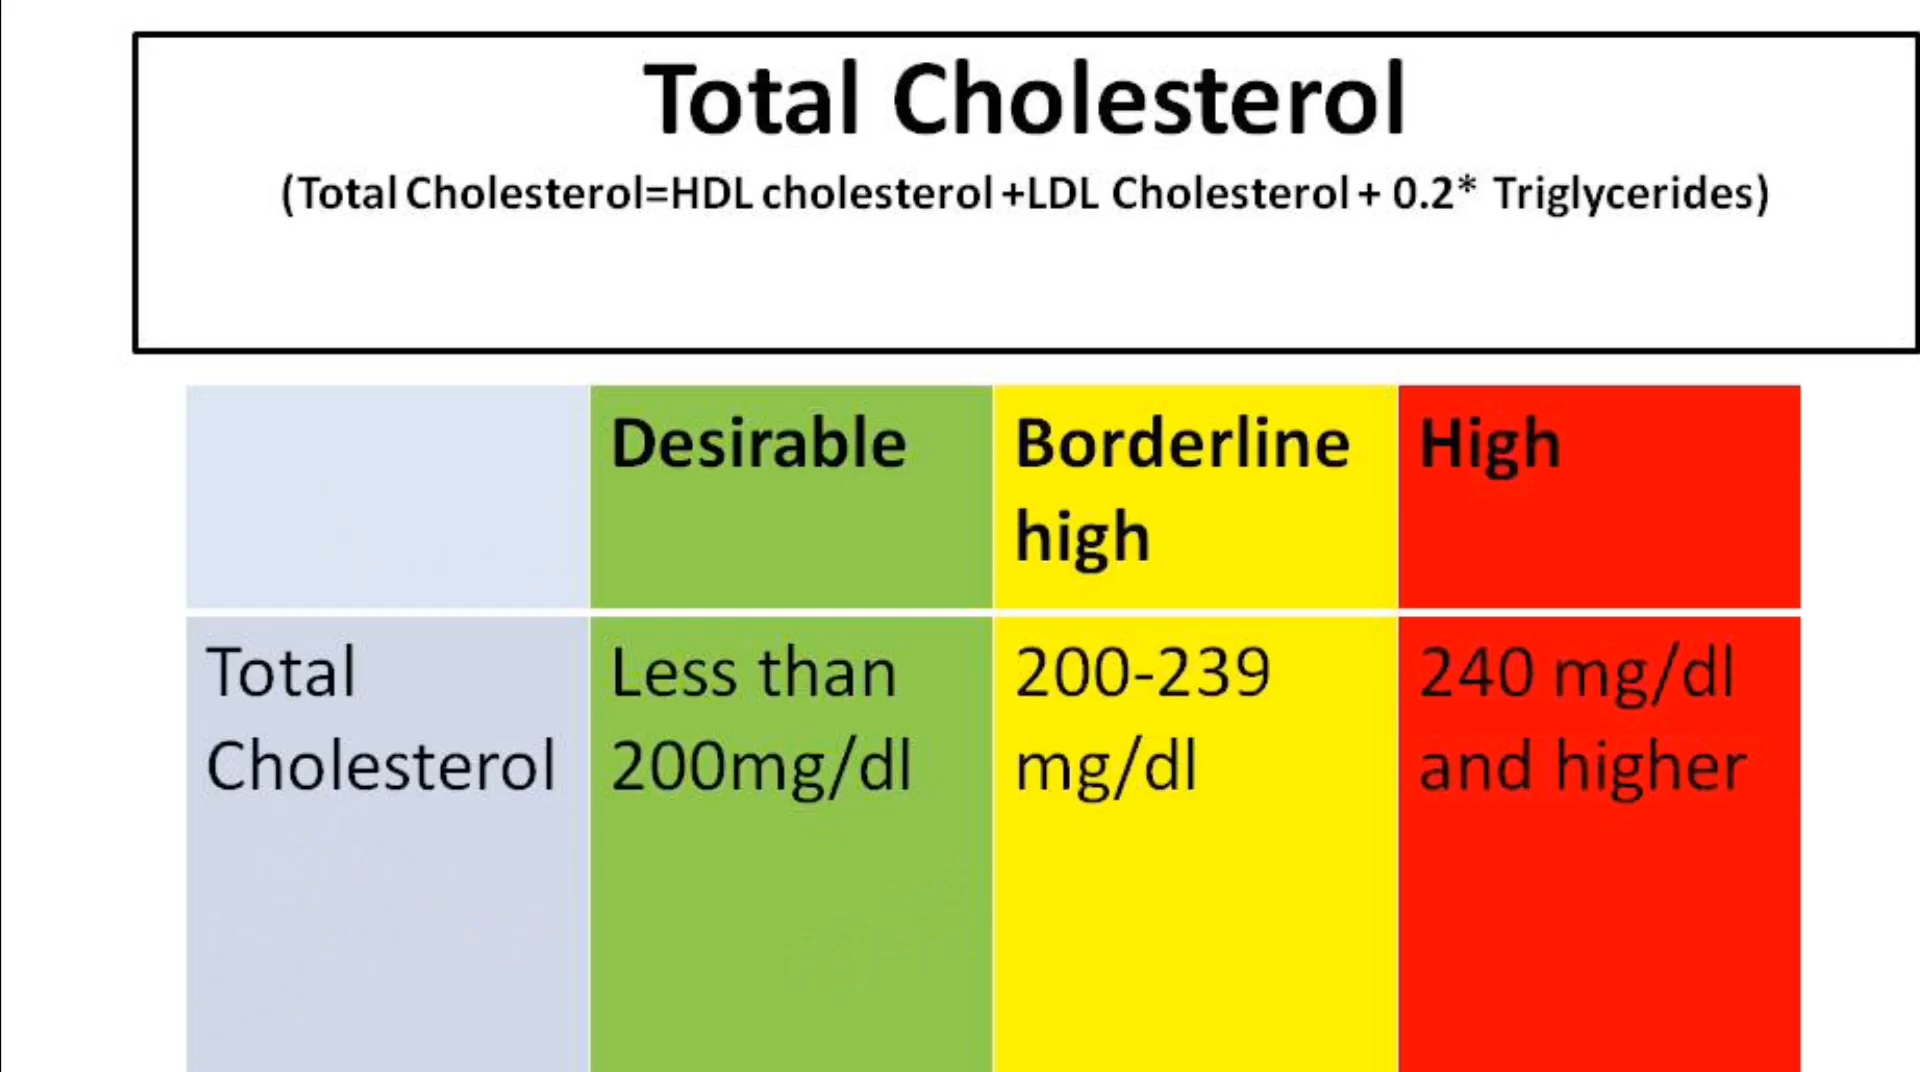 Total Cholesterol
(Total Cholesterol=HDL cholesterol +LDL Cholesterol + 0.2* Triglycerides)
Desirable
Borderline
high
High
Total
Cholesterol
Less than
200mg/dl
200-239
mg/dl
240 mg/dl
and higher